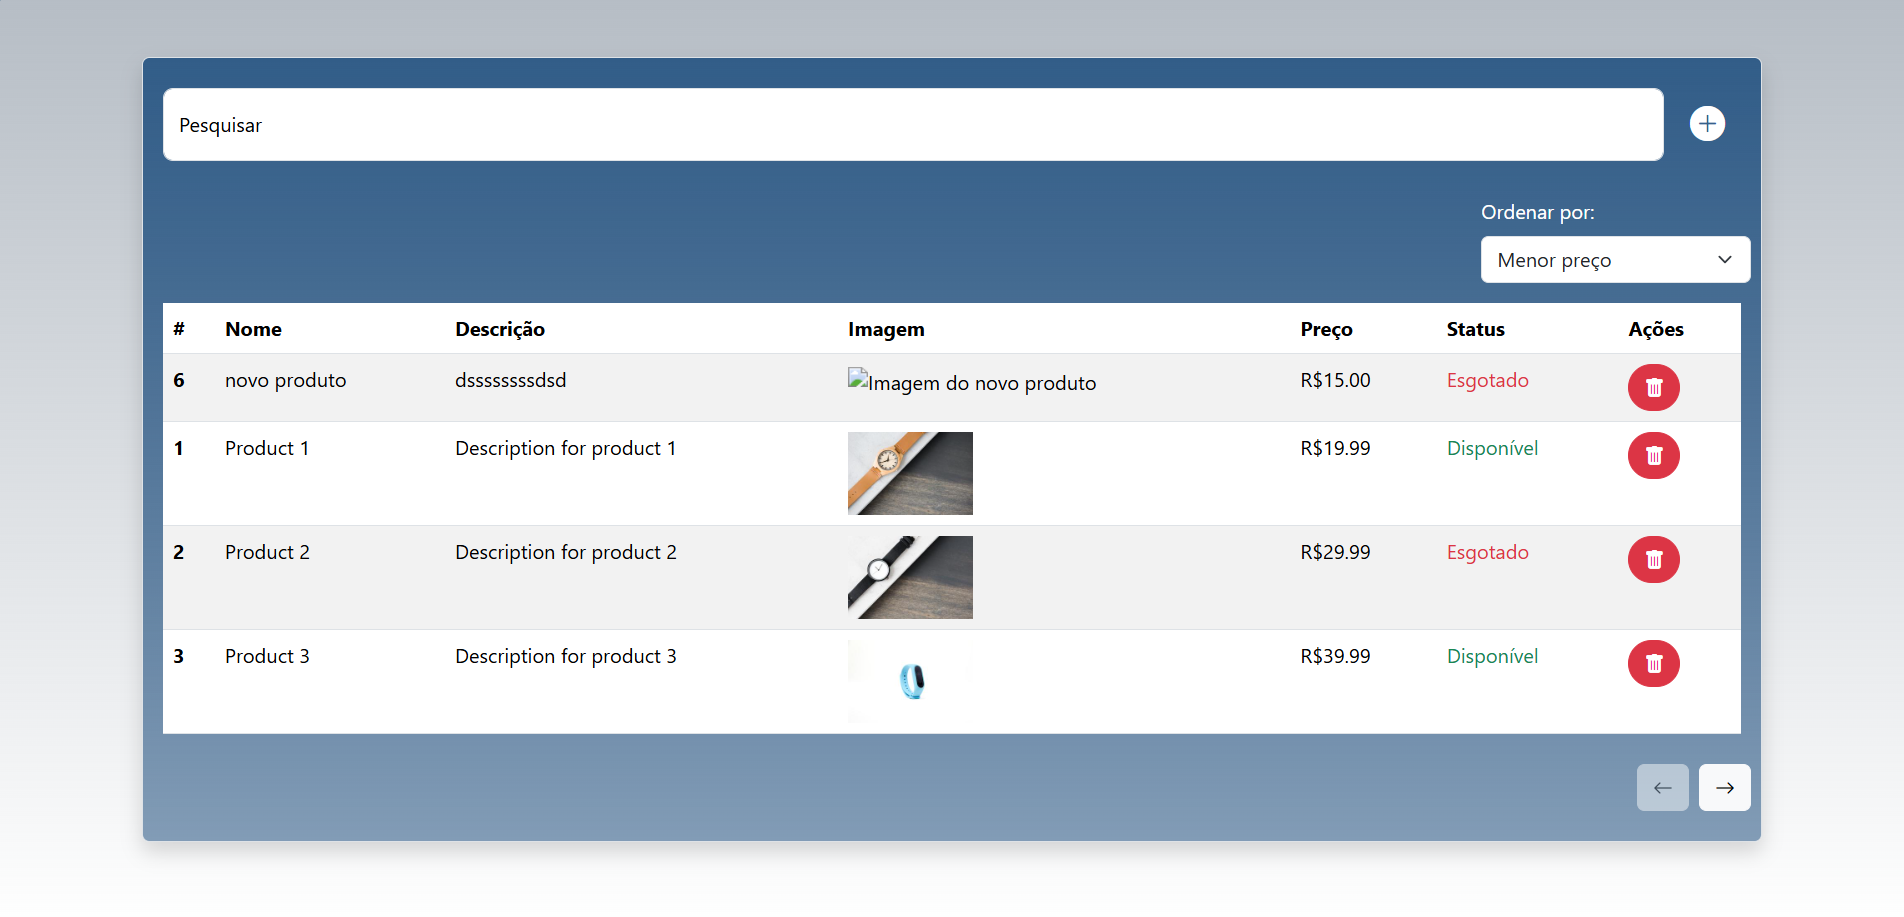 Pesquisar
Ordenar por:
Menor preço
# Nome Descrição Imagem Preço Status Ações
6 novo produto dsssssssdsd Imagem do novo produto R$15.00 Esgotado
1 Product 1 Description for product 1 R$19.99 Disponível
2 Product 2 Description for product 2 R$29.99 Esgotado
3 Product 3 Description for product 3 R$39.99 Disponível